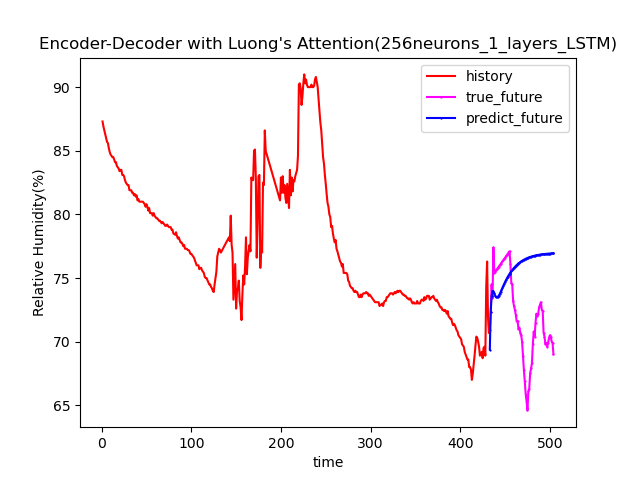 Encoder-Decoder with Luong's Attention(256neurons_1_layers_LSTM)
history
true_future
predict_future
90
85
80
75
70
65
Relative Humidity(%)
0
100
200
300
400
500
time